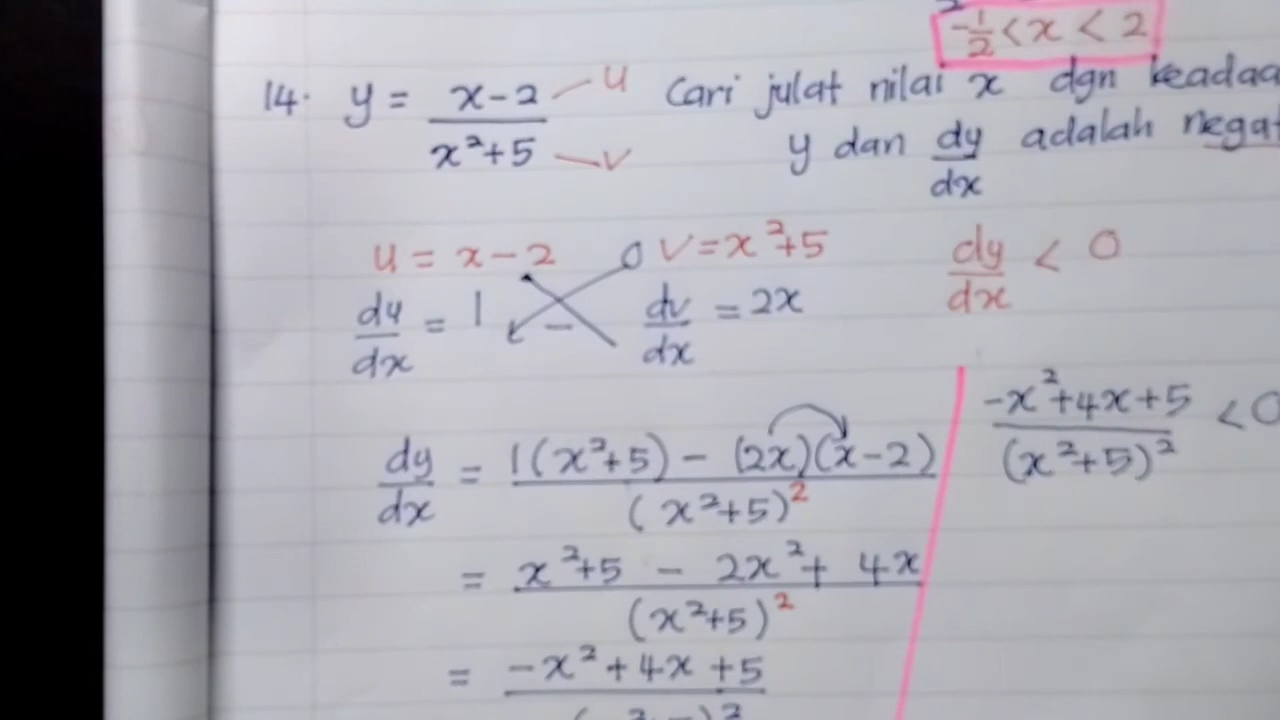 -1/2 < x < 2
14. y = x-2 — u Cari julat nilai x dgn
x²+5 — v y dan dy/dx adalah
u = x - 2 v = x²+5 dy/dx < 0
du/dx = 1 - dv/dx = 2x
-x²+4x+5 / (x²+5)² < 0
dy/dx = 1(x²+5) - (2x)(x-2) / (x²+5)²
= x²+5 - 2x²+ 4x / (x²+5)²
= -x² + 4x + 5